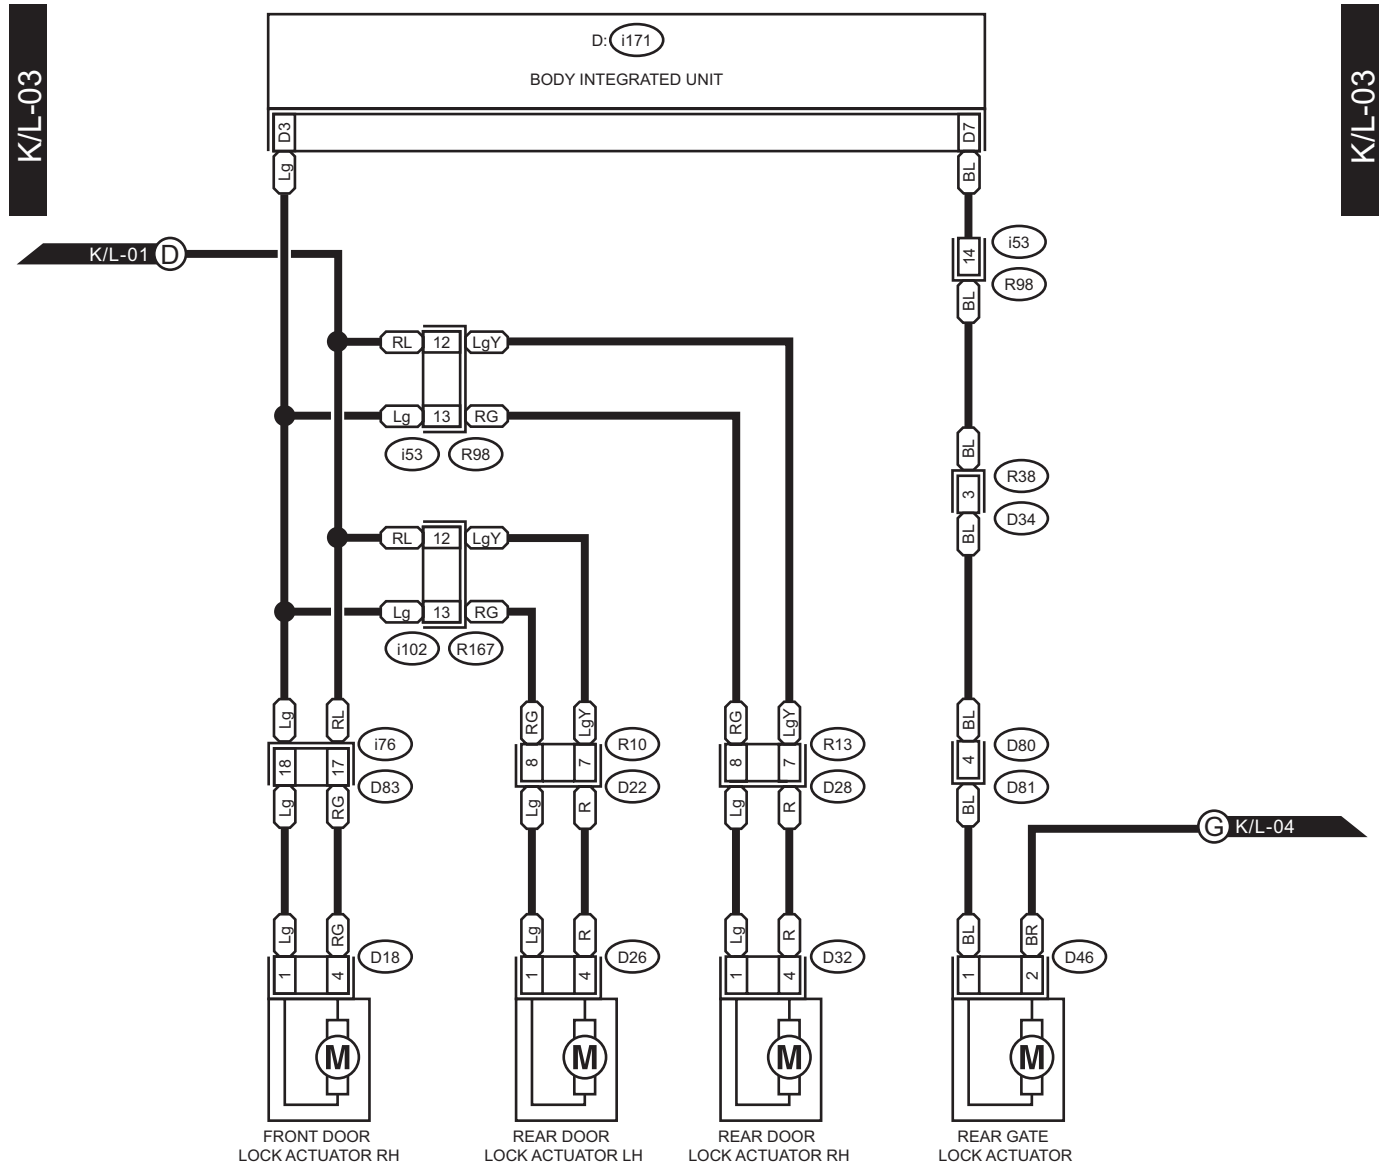 K/L-03
K/L-03
D: i171
BODY INTEGRATED UNIT
D3
D7
Lg
BL
K/L-01 D
14
i53
R98
BL
RL 12 LgY
Lg 13 RG
i53 R98
BL
3
R38
D34
BL
RL 12 LgY
Lg 13 RG
i102 R167
Lg RL
18 17
i76
D83
Lg RG
RG LgY
8 7
R10
D22
Lg R
RG LgY
8 7
R13
D28
Lg R
BL
4
D80
D81
BL
G K/L-04
Lg RG
1 4
D18
Lg R
1 4
D26
Lg R
1 4
D32
BL BR
1 2
D46
M
M
M
M
FRONT DOOR
LOCK ACTUATOR RH
REAR DOOR
LOCK ACTUATOR LH
REAR DOOR
LOCK ACTUATOR RH
REAR GATE
LOCK ACTUATOR